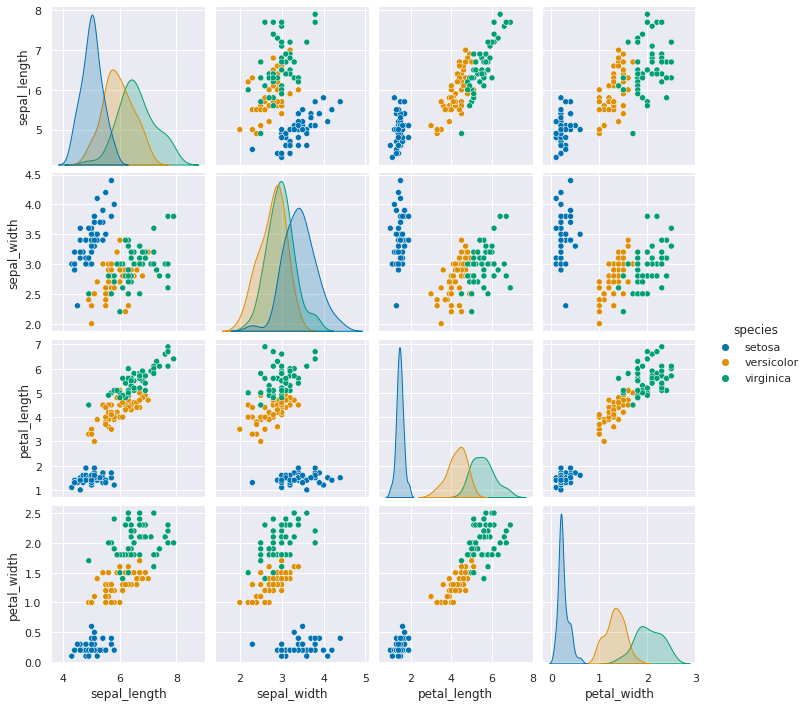 8
7
6
5
sepal_length
4.5
4.0
3.5
3.0
2.5
2.0
sepal_width
species
setosa
versicolor
virginica
7
6
5
4
3
2
1
petal_length
2.5
2.0
1.5
1.0
0.5
0.0
petal_width
4 6 8
sepal_length
2 3 4 5
sepal_width
2 4 6 8
petal_length
0 1 2 3
petal_width